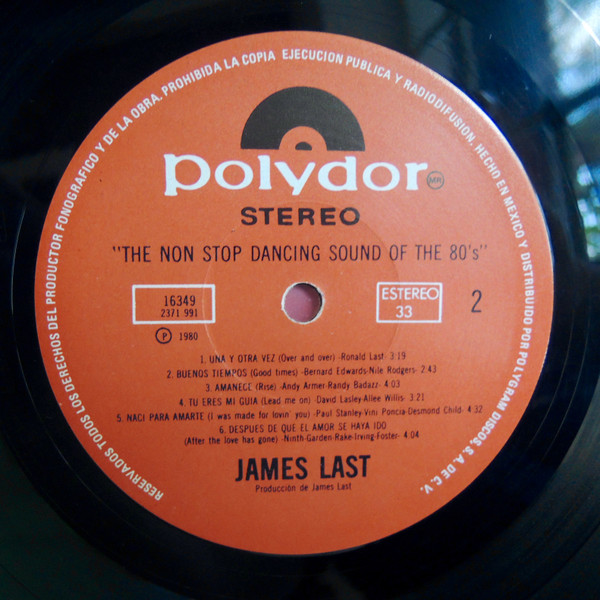 RESERVADOS TODOS LOS DERECHOS DEL PRODUCTOR FONOGRAFICO Y DE LA OBRA. PROHIBIDA LA COPIA EJECUCION PUBLICA Y RADIODIFUSION. HECHO EN MEXICO Y DISTRIBUIDO POR POLYGRAM DISCOS, S. A. DE C. V.
polydor MR
STEREO
"THE NON STOP DANCING SOUND OF THE 80's"
16349
2371 991
ESTEREO
33
2
P 1980
1. UNA Y OTRA VEZ (Over and over) -Ronald Last- 3:19
2. BUENOS TIEMPOS (Good times) -Bernard Edwards-Nile Rodgers- 2:43
3. AMANECE (Rise) -Andy Armer-Randy Badazz- 4:03
4. TU ERES MI GUIA (Lead me on) -David Lasley-Allee Willis- 3:21
5. NACI PARA AMARTE (I was made for lovin' you) -Paul Stanley-Vini Poncia-Desmond Child- 4:32
6. DESPUES DE QUE EL AMOR SE HAYA IDO
(After the love has gone) -Ninth-Garden-Rake-Irving-Foster- 4:04
JAMES LAST
Producción de James Last